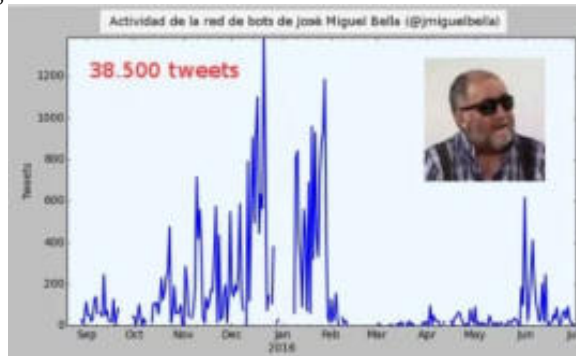 Actividad de la red de bots de José Miguel Bella (@jmiguelbella)
38.500 tweets
1200
1000
800
600
400
200
0
Tweets
Sep Oct Nov Dec Jan Feb Mar Apr May Jun
2016